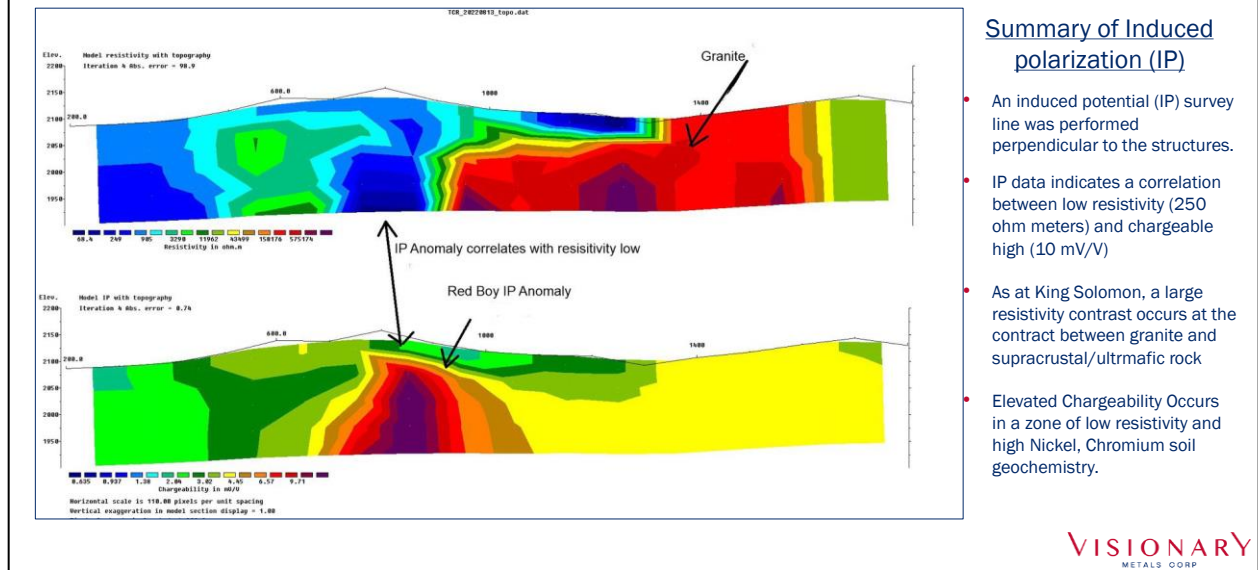 TCR_20220813_topo.dat
Elev. Model resistivity with topography
Iteration 4 Abs. error = 90.9
2200
2150
2100
2050
2000
1950
200.0
600.0
1000
1400
Granite
68.4 249 905 3290 11962 43499 158176 575174
Resistivity in ohm.m
IP Anomaly correlates with resisitivity low
Red Boy IP Anomaly
Elev. Model IP with topography
Iteration 4 Abs. error = 0.74
2200
2150
2100
2050
2000
1950
200.0
600.0
1000
1400
0.635 0.937 1.38 2.04 3.02 4.45 6.57 9.71
Chargeability in mV/V
Horizontal scale is 110.08 pixels per unit spacing
Vertical exaggeration in model section display = 1.00
Summary of Induced
polarization (IP)
• An induced potential (IP) survey
line was performed
perpendicular to the structures.
• IP data indicates a correlation
between low resistivity (250
ohm meters) and chargeable
high (10 mV/V)
• As at King Solomon, a large
resistivity contrast occurs at the
contract between granite and
supracrustal/ultrmafic rock
• Elevated Chargeability Occurs
in a zone of low resistivity and
high Nickel, Chromium soil
geochemistry.
VISIONARY
METALS CORP